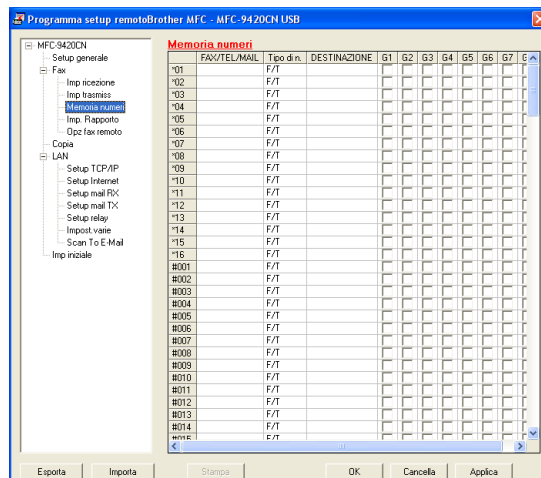 Programma setup remotoBrother MFC - MFC-9420CN USB
MFC-9420CN
Setup generale
Fax
Imp ricezione
Imp trasmiss
Memoria numeri
Imp. Rapporto
Opz fax remoto
Copia
LAN
Setup TCP/IP
Setup Internet
Setup mail RX
Setup mail TX
Setup relay
Impost.varie
Scan To E-Mail
Imp iniziale
Memoria numeri
FAX/TEL/MAIL Tipo di n. DESTINAZIONE G1 G2 G3 G4 G5 G6 G7
*01 F/T
*02 F/T
*03 F/T
*04 F/T
*05 F/T
*06 F/T
*07 F/T
*08 F/T
*09 F/T
*10 F/T
*11 F/T
*12 F/T
*13 F/T
*14 F/T
*15 F/T
*16 F/T
#001 F/T
#002 F/T
#003 F/T
#004 F/T
#005 F/T
#006 F/T
#007 F/T
#008 F/T
#009 F/T
#010 F/T
#011 F/T
#012 F/T
#013 F/T
#014 F/T
#015 F/T
Esporta Importa Stampa OK Cancella Applica